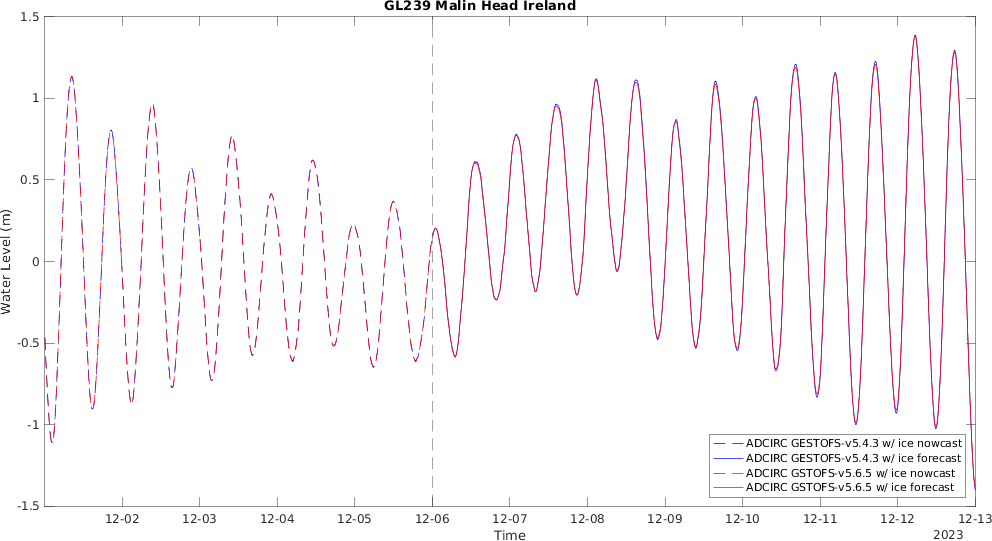 GL239 Malin Head Ireland
1.5
1
0.5
0
-0.5
-1
-1.5
Water Level (m)
ADCIRC GESTOFS-v5.4.3 w/ ice nowcast
ADCIRC GESTOFS-v5.4.3 w/ ice forecast
ADCIRC GSTOFS-v5.6.5 w/ ice nowcast
ADCIRC GSTOFS-v5.6.5 w/ ice forecast
12-02 12-03 12-04 12-05 12-06 12-07 12-08 12-09 12-10 12-11 12-12 12-13
Time
2023